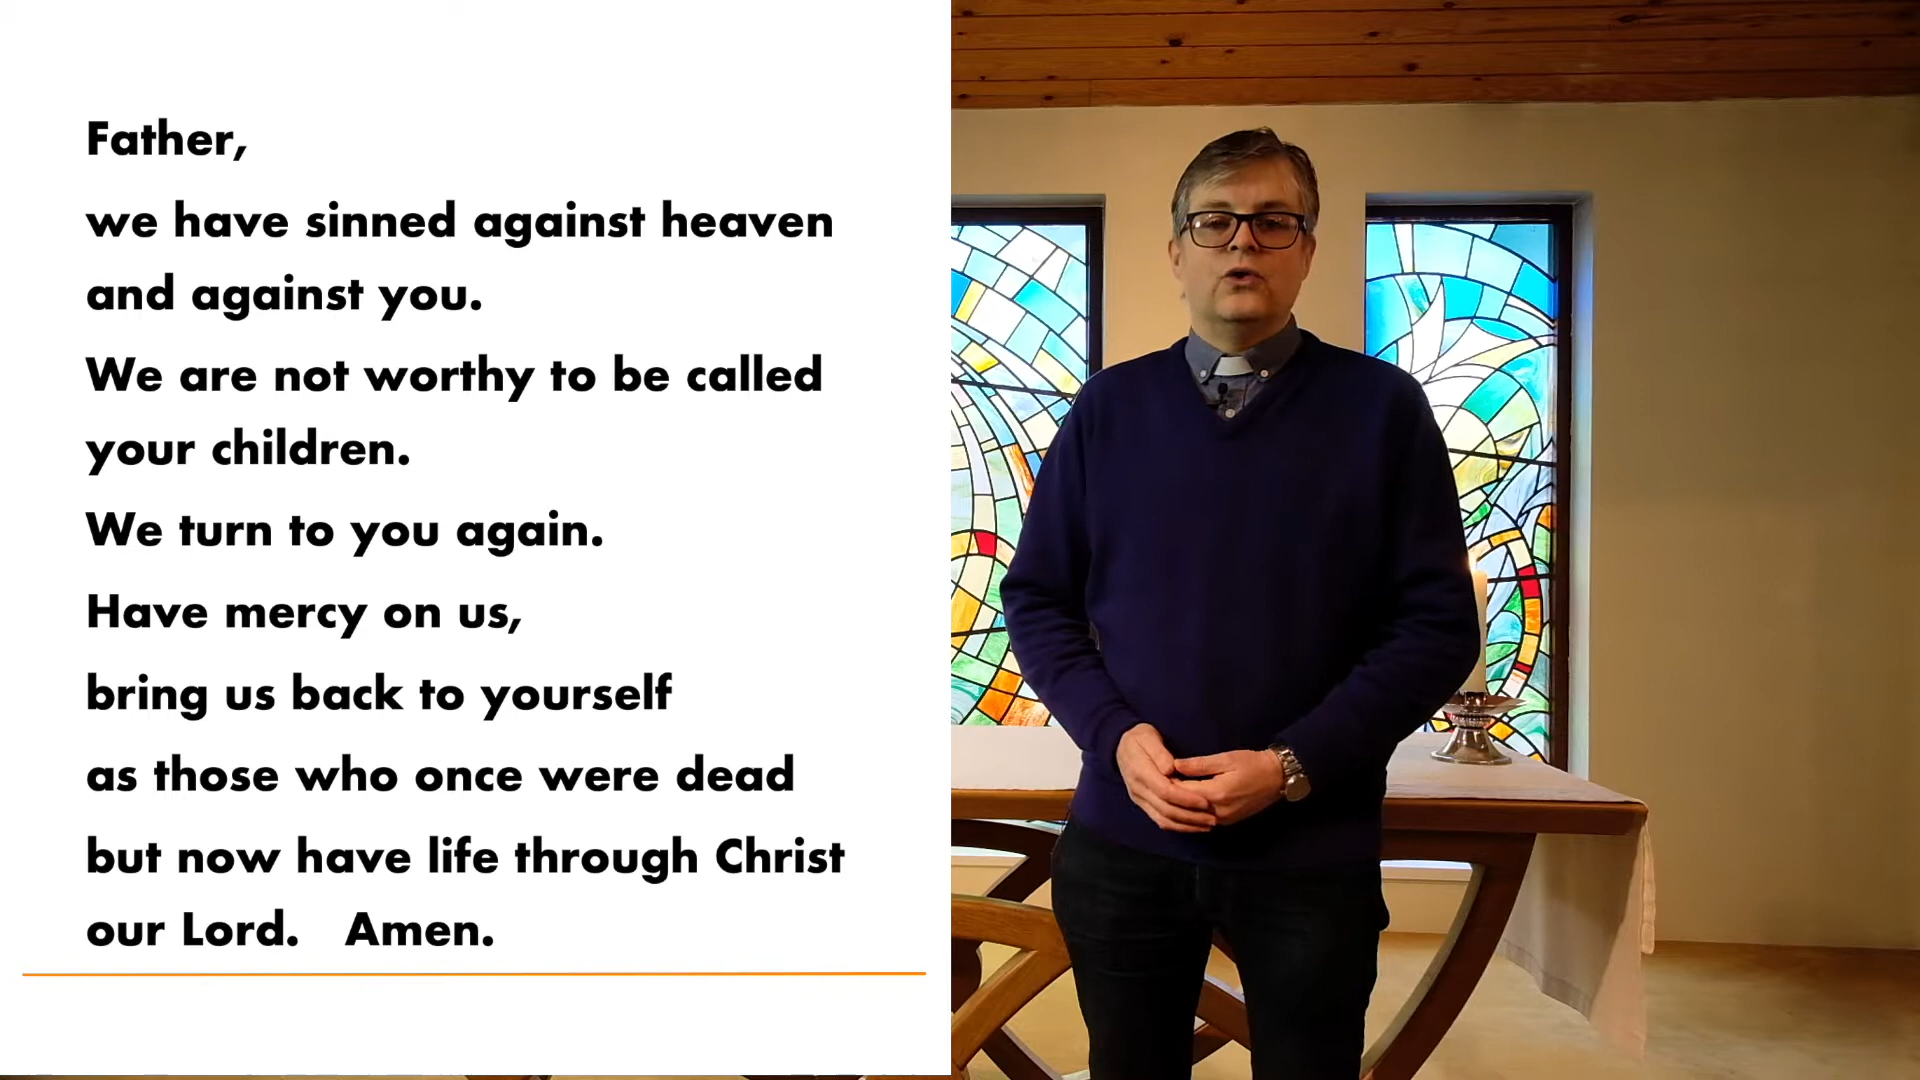 Father,
we have sinned against heaven
and against you.
We are not worthy to be called
your children.
We turn to you again.
Have mercy on us,
bring us back to yourself
as those who once were dead
but now have life through Christ
our Lord. Amen.